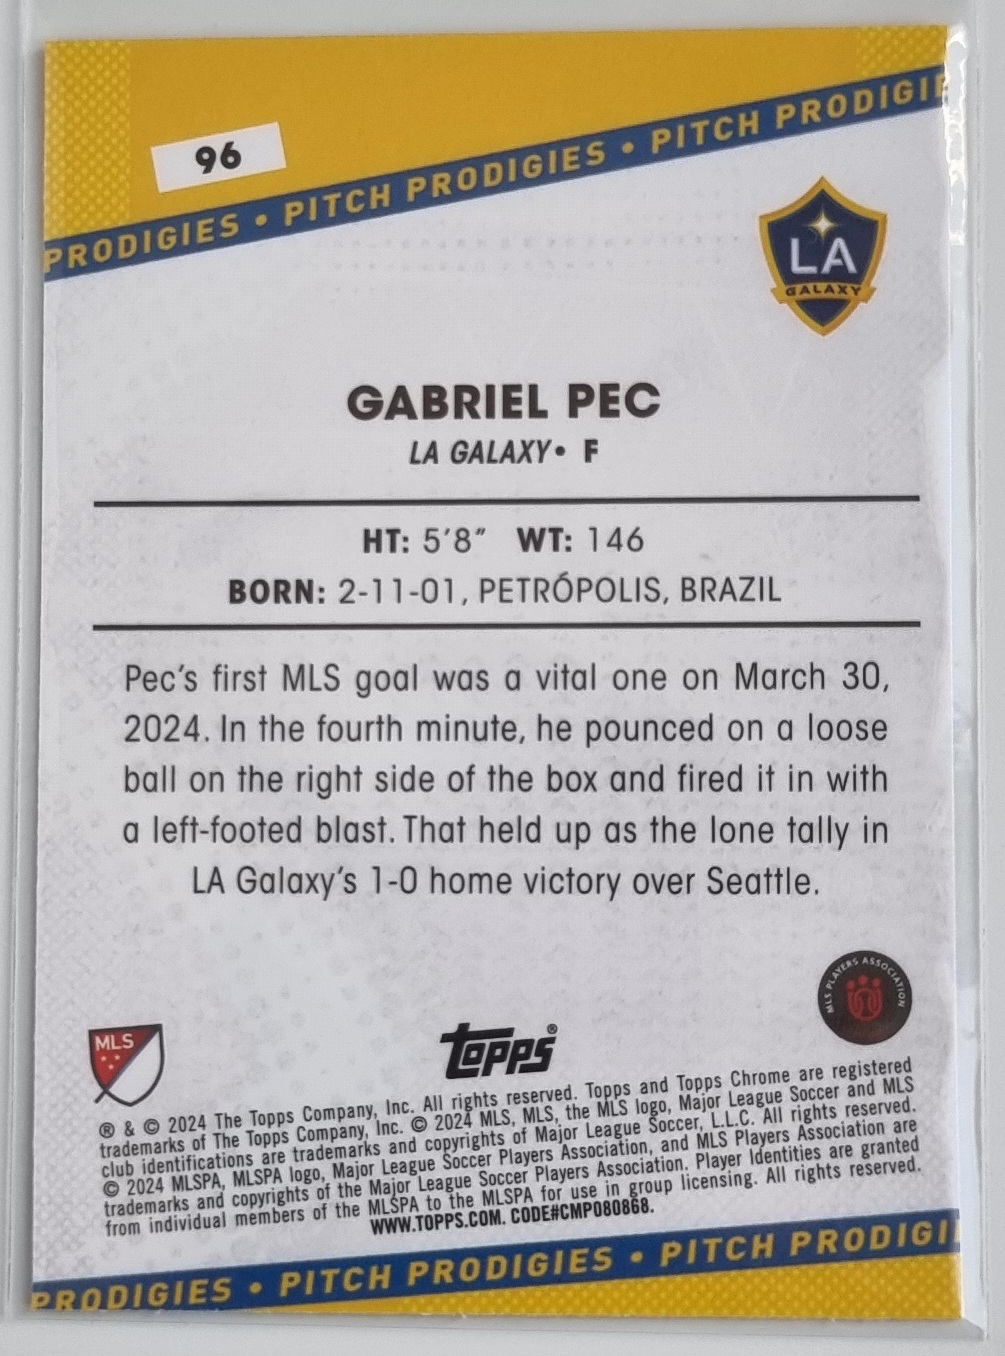 96
PRODIGIES • PITCH PRODIGIES • PITCH PRODIGI
LA
GALAXY
GABRIEL PEC
LA GALAXY• F
HT: 5'8" WT: 146
BORN: 2-11-01, PETRÓPOLIS, BRAZIL
Pec's first MLS goal was a vital one on March 30,
2024. In the fourth minute, he pounced on a loose
ball on the right side of the box and fired it in with
a left-footed blast. That held up as the lone tally in
LA Galaxy's 1-0 home victory over Seattle.
MLS PLAYERS ASSOCIATION
MLS
Topps®
® & © 2024 The Topps Company, Inc. All rights reserved. Topps and Topps Chrome are registered
trademarks of The Topps Company, Inc. © 2024 MLS, MLS, the MLS logo, Major League Soccer and MLS
club identifications are trademarks and copyrights of Major League Soccer, L.L.C. All rights reserved.
© 2024 MLSPA, MLSPA logo, Major League Soccer Players Association, and MLS Players Association are
trademarks and copyrights of the Major League Soccer Players Association. Player Identities are granted
from individual members of the MLSPA to the MLSPA for use in group licensing. All rights reserved.
WWW.TOPPS.COM. CODE#CMP080868.
PRODIGIES • PITCH PRODIGIES • PITCH PRODIGI